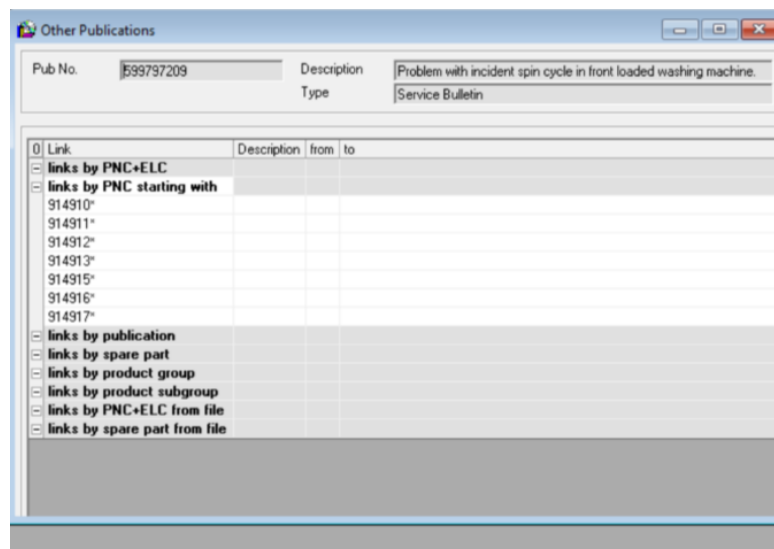 Other Publications
Pub No. 599797209 Description Problem with incident spin cycle in front loaded washing machine.
Type Service Bulletin
0 Link Description from to
links by PNC+ELC
links by PNC starting with
914910*
914911*
914912*
914913*
914915*
914916*
914917*
links by publication
links by spare part
links by product group
links by product subgroup
links by PNC+ELC from file
links by spare part from file